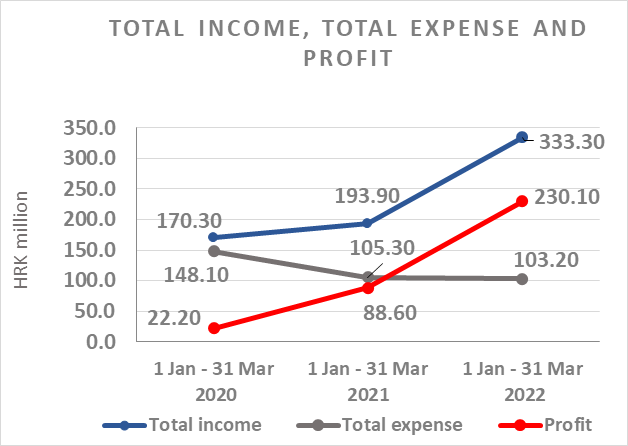 TOTAL INCOME, TOTAL EXPENSE AND
PROFIT
HRK million
350.0
300.0
250.0
200.0
150.0
100.0
50.0
0.0
170.30
193.90
333.30
148.10
105.30
103.20
22.20
88.60
230.10
1 Jan - 31 Mar 1 Jan - 31 Mar 1 Jan - 31 Mar
2020 2021 2022
Total income Total expense Profit